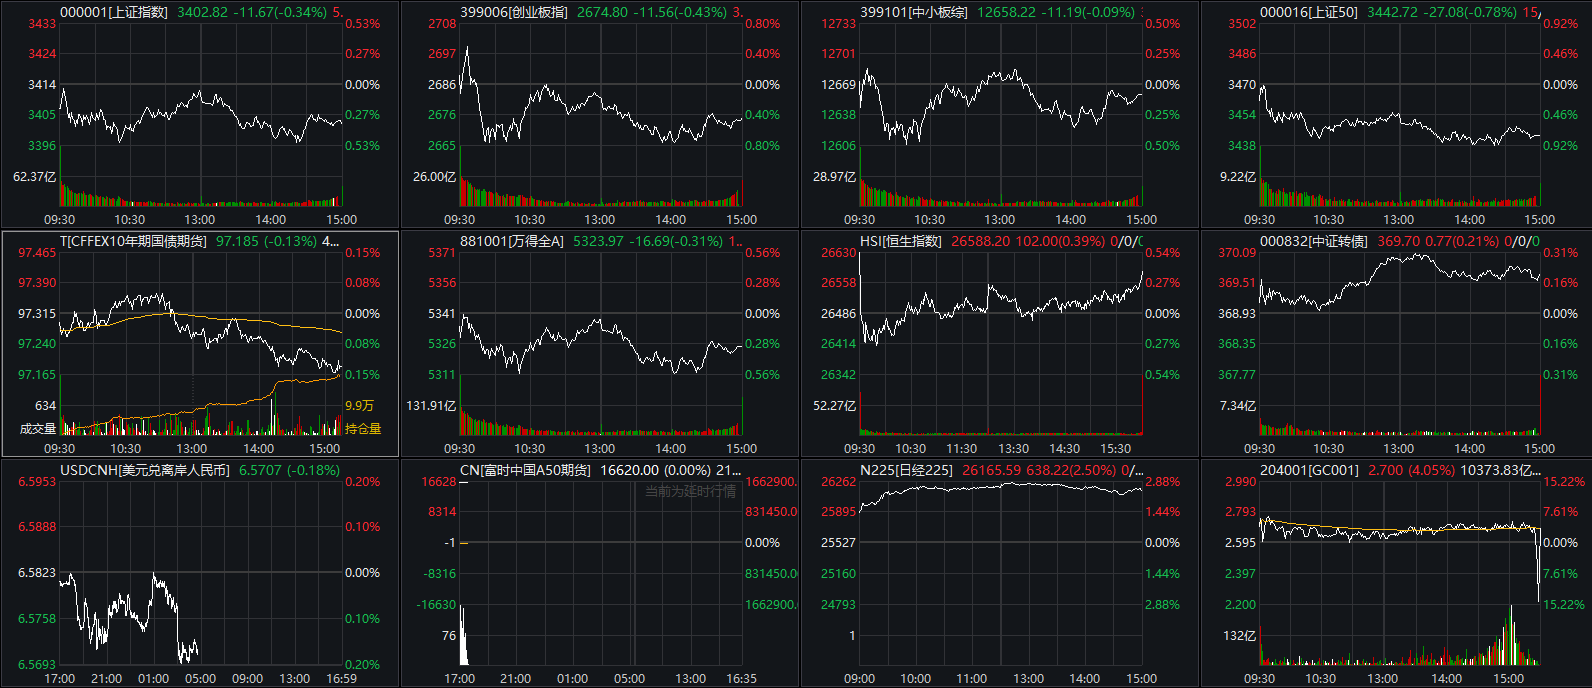 000001[上证指数] 3402.82 -11.67(-0.34%) 5.
3433 0.53%
3424 0.27%
3414 0.00%
3405 0.27%
3396 0.53%
62.37亿
09:30 10:30 13:00 14:00 15:00
399006[创业板指] 2674.80 -11.56(-0.43%) 3.
2708 0.80%
2697 0.40%
2686 0.00%
2676 0.40%
2665 0.80%
26.00亿
09:30 10:30 13:00 14:00 15:00
399101[中小板综] 12658.22 -11.19(-0.09%)
12733 0.50%
12701 0.25%
12669 0.00%
12638 0.25%
12606 0.50%
28.97亿
09:30 10:30 13:00 14:00 15:00
000016[上证50] 3442.72 -27.08(-0.78%) 15/
3502 0.92%
3486 0.46%
3470 0.00%
3454 0.46%
3438 0.92%
9.22亿
09:30 10:30 13:00 14:00 15:00
T[CFFEX10年期国债期货] 97.185 (-0.13%) 4...
97.465 0.15%
97.390 0.08%
97.315 0.00%
97.240 0.08%
97.165 0.15%
634 9.9万
成交量 持仓量
09:30 10:30 13:00 14:00 15:00
881001[万得全A] 5323.97 -16.69(-0.31%) 1..
5371 0.56%
5356 0.28%
5341 0.00%
5326 0.28%
5311 0.56%
131.91亿
09:30 10:30 13:00 14:00 15:00
HSI[恒生指数] 26588.20 102.00(0.39%) 0/0/0
26630 0.54%
26558 0.27%
26486 0.00%
26414 0.27%
26342 0.54%
52.27亿
09:30 10:30 11:30 13:30 14:30 15:30
000832[中证转债] 369.70 0.77(0.21%) 0/0/0
370.09 0.31%
369.51 0.16%
368.93 0.00%
368.35 0.16%
367.77 0.31%
7.34亿
09:30 10:30 13:00 14:00 15:00
USDCNH[美元兑离岸人民币] 6.5707 (-0.18%)
6.5953 0.20%
6.5888 0.10%
6.5823 0.00%
6.5758 0.10%
6.5693 0.20%
17:00 21:00 01:00 05:00 09:00 13:00 16:59
CN[富时中国A50期货] 16620.00 (0.00%) 21...
当前为延时行情
16628 1662900.
8314 831450.0
-1 0.00%
-8316 831450.0
-16630 1662900.
76
17:00 21:00 01:00 05:00 13:00 16:35
N225[日经225] 26165.59 638.22(2.50%) 0/...
26262 2.88%
25895 1.44%
25527 0.00%
25160 1.44%
24793 2.88%
1
09:00 10:00 11:00 13:00 14:00 15:00
204001[GC001] 2.700 (4.05%) 10373.83亿...
2.990 15.22%
2.793 7.61%
2.595 0.00%
2.397 7.61%
2.200 15.22%
132亿
09:30 10:30 13:00 14:00 15:00